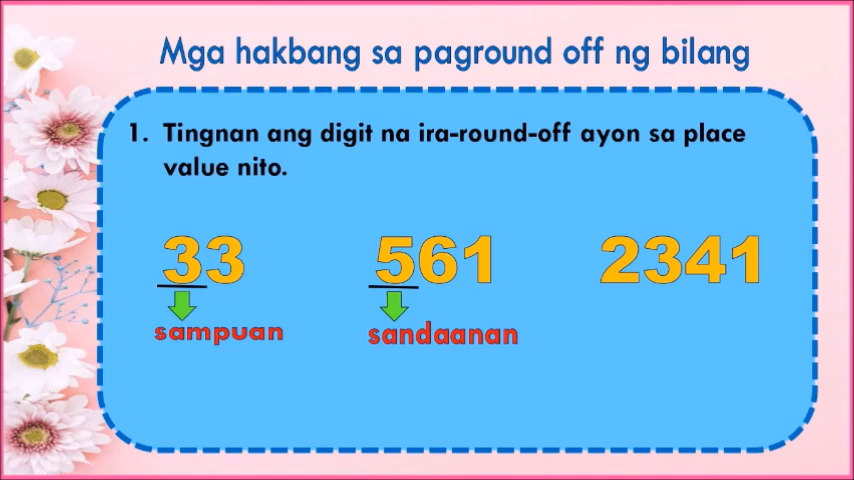 Mga hakbang sa paground off ng bilang
1. Tingnan ang digit na ira-round-off ayon sa place
value nito.
33 561 2341
sampuan sandaanan